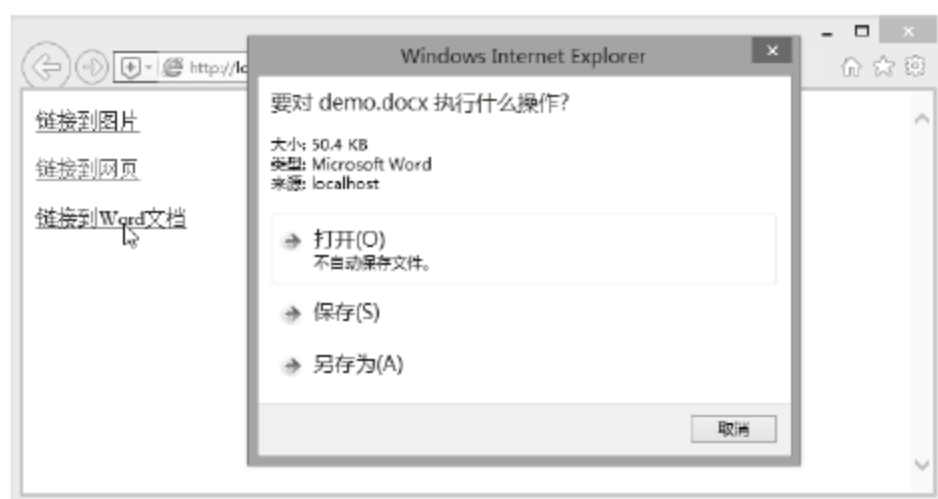 Windows Internet Explorer
http://lo
要对 demo.docx 执行什么操作?
链接到图片
大小: 50.4 KB
类型: Microsoft Word
来源: localhost
链接到网页
链接到Word文档
打开(O)
不自动保存文件。
保存(S)
另存为(A)
取消